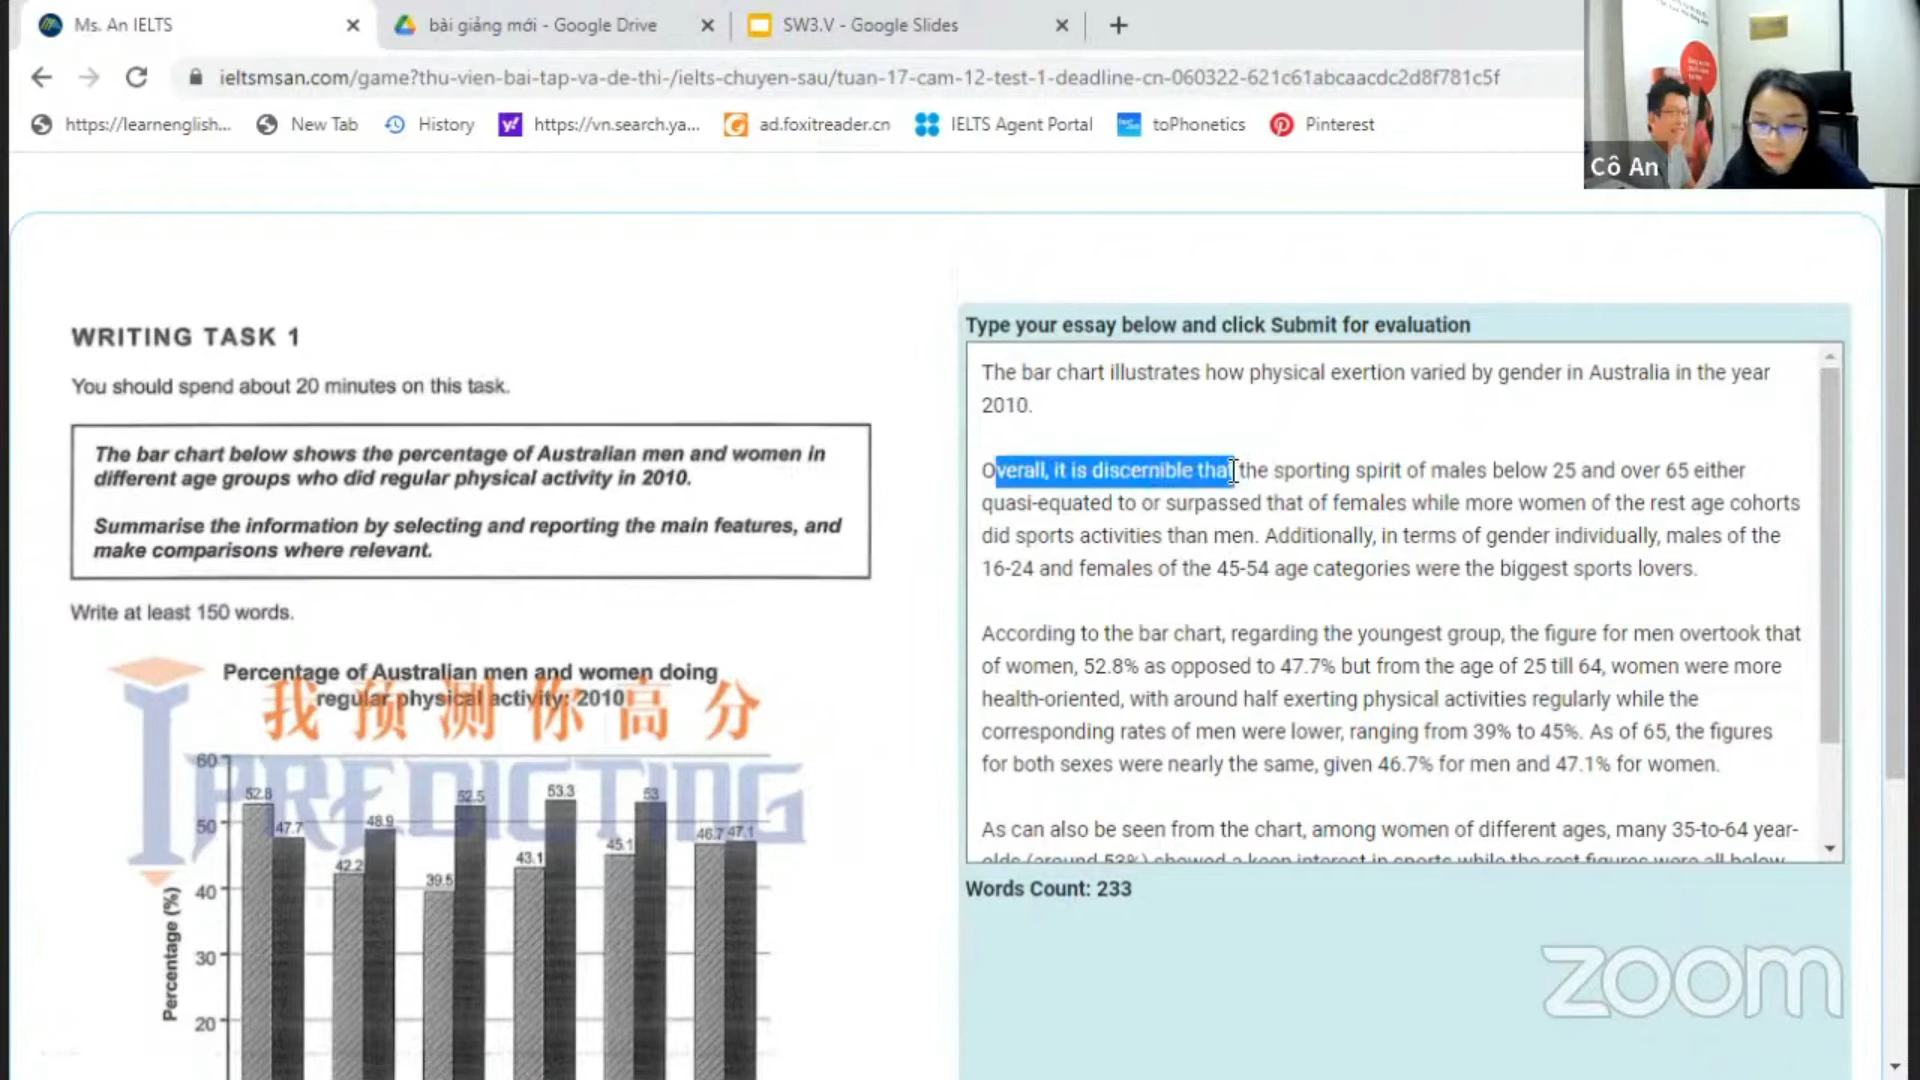 Ms. An IELTS
bài giảng mới - Google Drive
SW3.V - Google Slides
ieltsmsan.com/game?thu-vien-bai-tap-va-de-thi-/ielts-chuyen-sau/tuan-17-cam-12-test-1-deadline-cn-060322-621c61abcaacdc2d8f781c5f
https://learnenglish... New Tab History https://vn.search.ya... ad.foxitreader.cn IELTS Agent Portal toPhonetics Pinterest
Cô An
WRITING TASK 1
You should spend about 20 minutes on this task.
The bar chart below shows the percentage of Australian men and women in
different age groups who did regular physical activity in 2010.
Summarise the information by selecting and reporting the main features, and
make comparisons where relevant.
Write at least 150 words.
Percentage of Australian men and women doing
regular physical activity: 2010
我预测你高分
PREDICTING
60
50
40
30
20
Percentage (%)
52.8 47.7 42.2 48.9 39.5 52.5 43.1 53.3 45.1 53 46.7 47.1
Type your essay below and click Submit for evaluation
The bar chart illustrates how physical exertion varied by gender in Australia in the year
2010.
Overall, it is discernible that the sporting spirit of males below 25 and over 65 either
quasi-equated to or surpassed that of females while more women of the rest age cohorts
did sports activities than men. Additionally, in terms of gender individually, males of the
16-24 and females of the 45-54 age categories were the biggest sports lovers.
According to the bar chart, regarding the youngest group, the figure for men overtook that
of women, 52.8% as opposed to 47.7% but from the age of 25 till 64, women were more
health-oriented, with around half exerting physical activities regularly while the
corresponding rates of men were lower, ranging from 39% to 45%. As of 65, the figures
for both sexes were nearly the same, given 46.7% for men and 47.1% for women.
As can also be seen from the chart, among women of different ages, many 35-to-64 year-
olds (around 53%) showed a keen interest in sports while the rest figures were all below
Words Count: 233
zoom